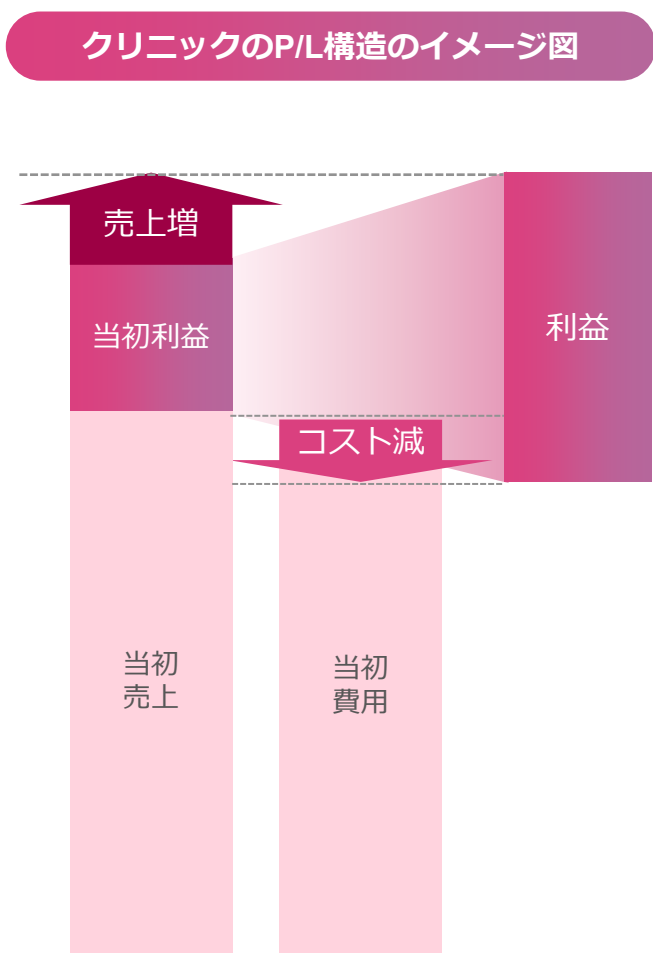 クリニックのP/L構造のイメージ図
売上増
当初利益
利益
コスト減
当初
売上
当初
費用